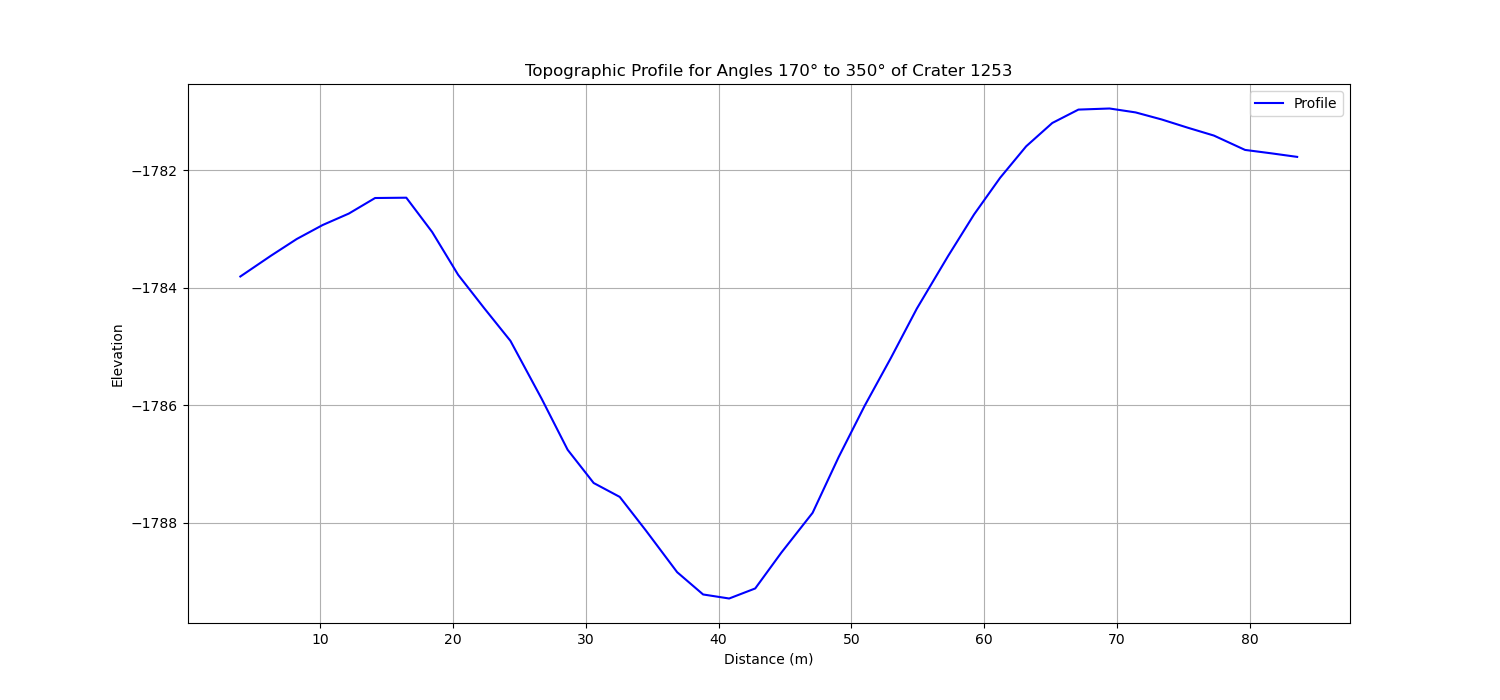 Topographic Profile for Angles 170° to 350° of Crater 1253
Profile
−1782
−1784
−1786
−1788
Elevation
10 20 30 40 50 60 70 80
Distance (m)